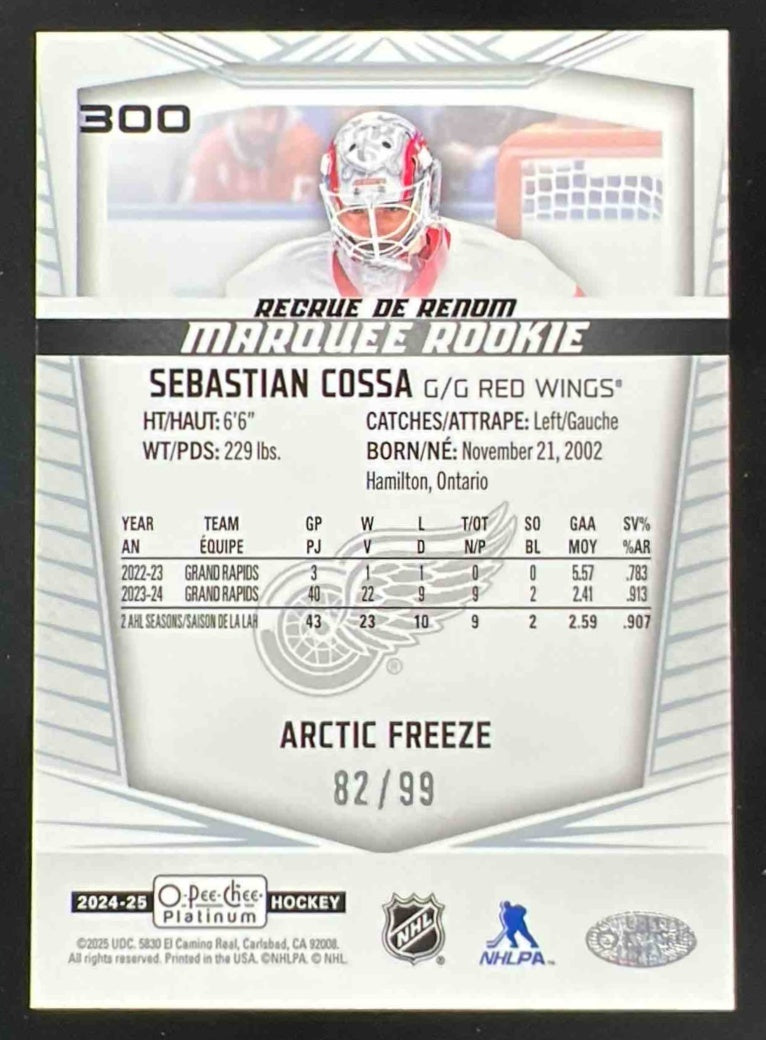 300
RECRUE DE RENOM
MARQUEE ROOKIE
SEBASTIAN COSSA G/G RED WINGS®
HT/HAUT: 6'6" CATCHES/ATTRAPE: Left/Gauche
WT/PDS: 229 lbs. BORN/NÉ: November 21, 2002
Hamilton, Ontario
YEAR TEAM GP W L T/OT SO GAA SV%
AN ÉQUIPE PJ V D N/P BL MOY %AR
2022-23 GRAND RAPIDS 3 1 1 0 0 5.57 .783
2023-24 GRAND RAPIDS 40 22 9 9 2 2.41 .913
2 AHL SEASONS/SAISON DE LA LAH 43 23 10 9 2 2.59 .907
®
ARCTIC FREEZE
82/99
2024-25 O-Pee-Chee Platinum HOCKEY
©2025 UDC. 5830 El Camino Real, Carlsbad, CA 92008.
All rights reserved. Printed in the USA. ©NHLPA. © NHL.
NHL®
NHLPA™